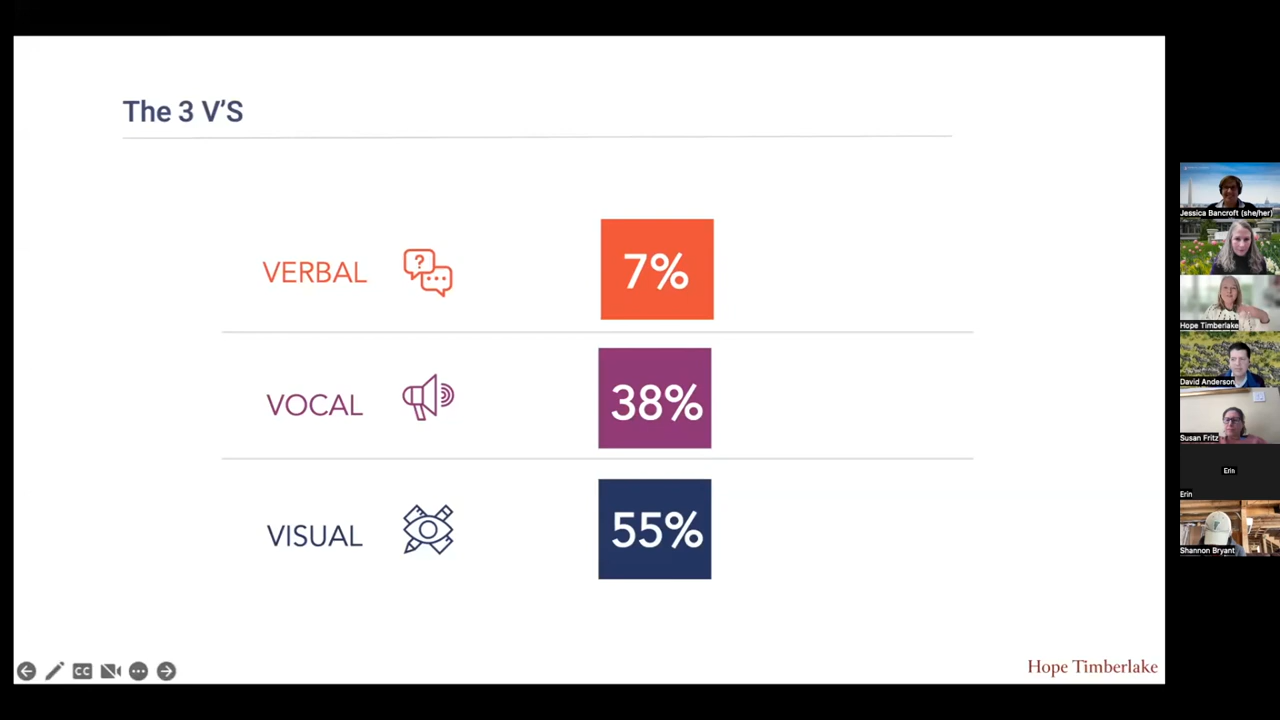 The 3 V'S
VERBAL
?
7%
VOCAL
38%
VISUAL
55%
CC
Hope Timberlake
Jessica Bancroft (she/her)
Hope Timberlake
David Anderson
Susan Fritz
Erin
Erin
Shannon Bryant